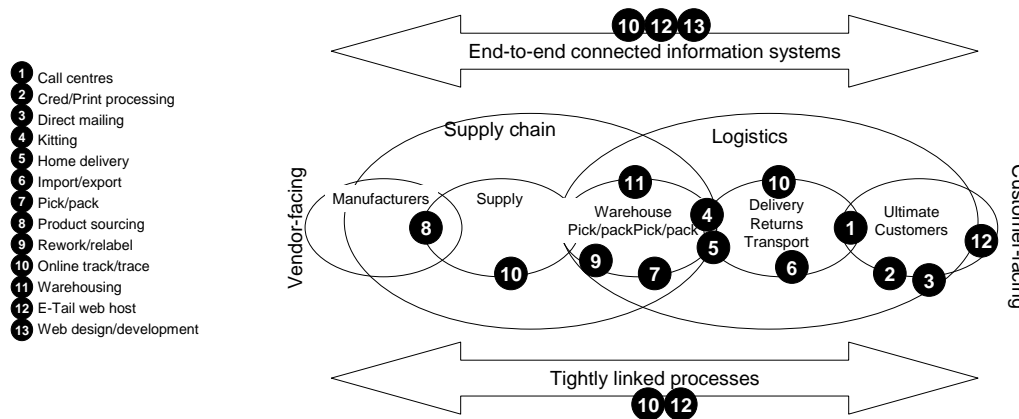 10 12 13
End-to-end connected information systems
1 Call centres
2 Cred/Print processing
3 Direct mailing
4 Kitting
5 Home delivery
6 Import/export
7 Pick/pack
8 Product sourcing
9 Rework/relabel
10 Online track/trace
11 Warehousing
12 E-Tail web host
13 Web design/development
Supply chain
Logistics
Vendor-facing
Manufacturers
8
Supply
10
11
Warehouse
Pick/packPick/pack
9
7
4
5
10
Delivery
Returns
Transport
6
1
Ultimate
Customers
12
2
3
Customer-facing
Tightly linked processes
10 12